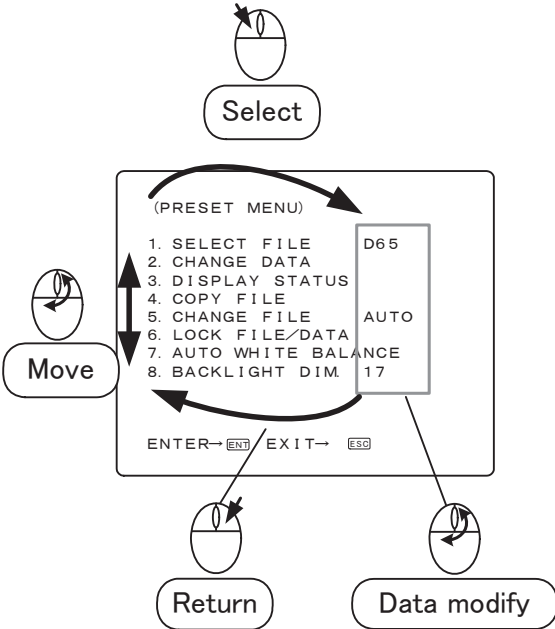 Select
(PRESET MENU)
1. SELECT FILE D65
2. CHANGE DATA
3. DISPLAY STATUS
4. COPY FILE
5. CHANGE FILE AUTO
6. LOCK FILE/DATA
7. AUTO WHITE BALANCE
8. BACKLIGHT DIM. 17
Move
ENTER→ ENT EXIT→ ESC
Return
Data modify